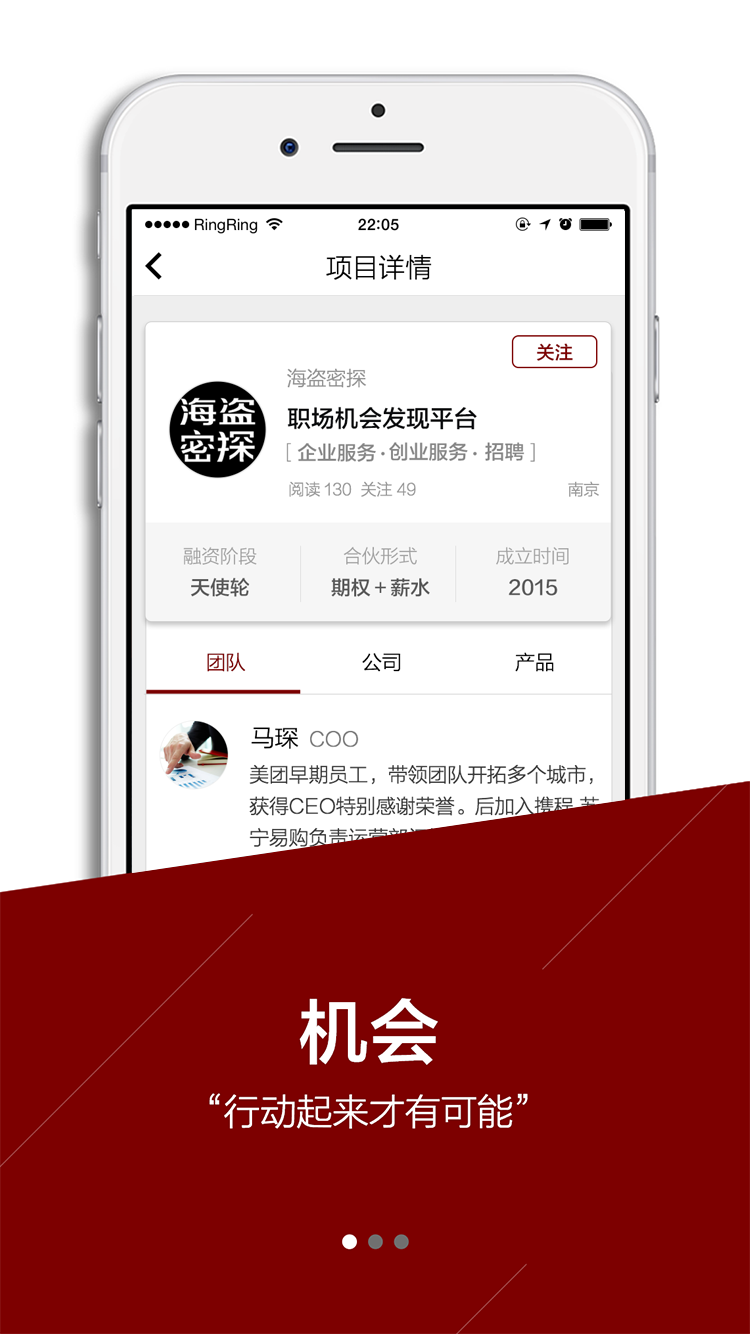 RingRing 22:05
项目详情
关注
海盗密探
海盗
密探
职场机会发现平台
[ 企业服务 · 创业服务 · 招聘 ]
阅读 130 关注 49 南京
融资阶段 合伙形式 成立时间
天使轮 期权 + 薪水 2015
团队 公司 产品
马琛 COO
美团早期员工，带领团队开拓多个城市，
获得CEO特别感谢荣誉。后加入携程
宁易购负责运营部
机会
“行动起来才有可能”